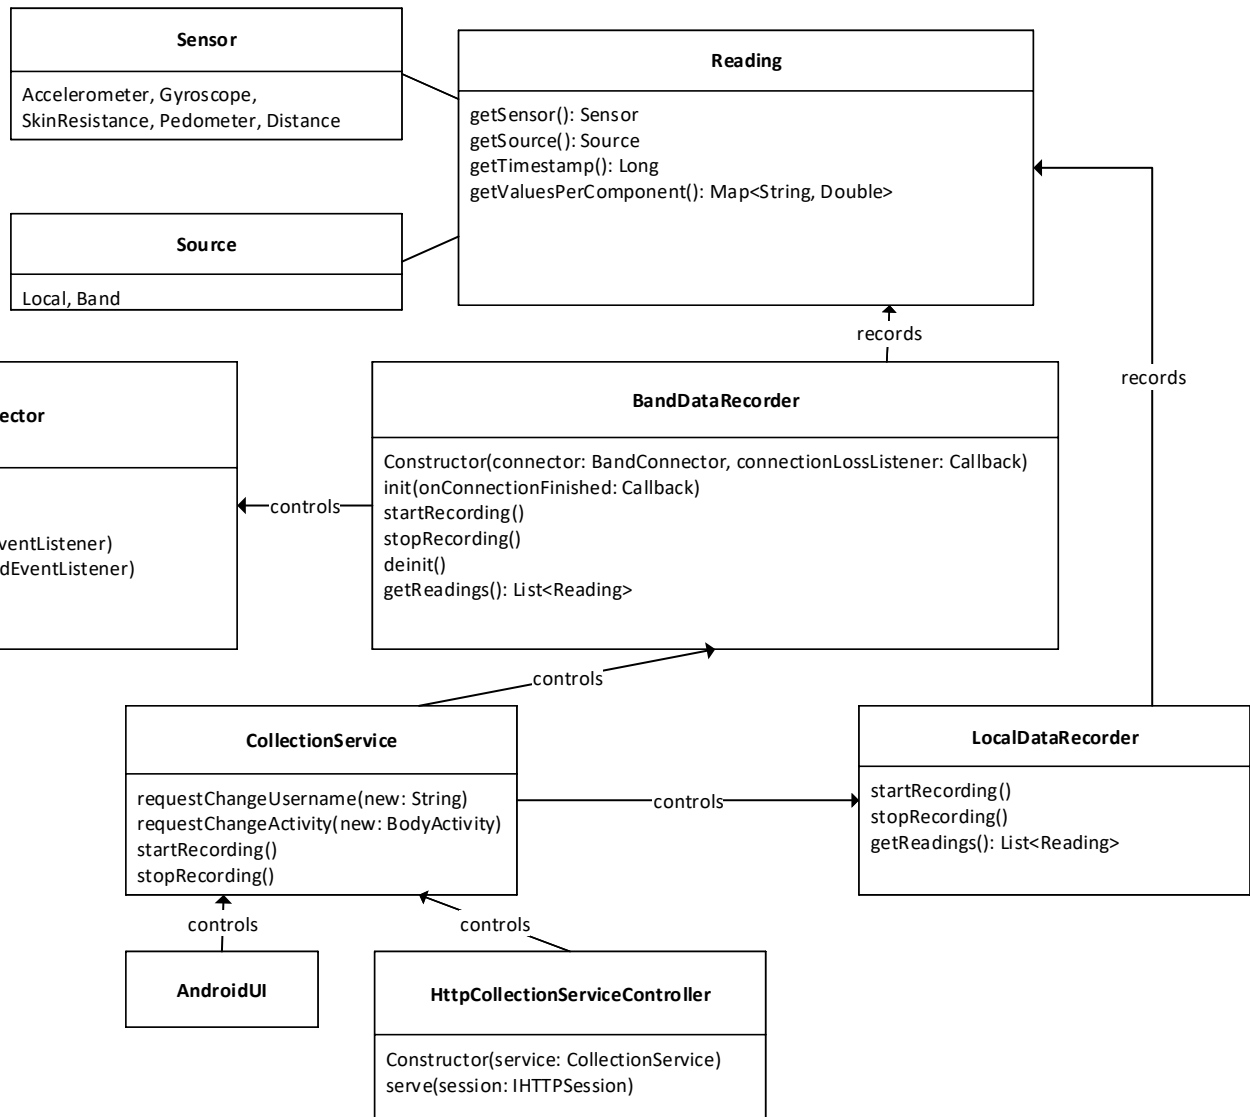 Sensor
Accelerometer, Gyroscope,
SkinResistance, Pedometer, Distance
Reading
getSensor(): Sensor
getSource(): Source
getTimestamp(): Long
getValuesPerComponent(): Map<String, Double>
Source
Local, Band
records
records
ector
ventListener)
dEventListener)
controls
BandDataRecorder
Constructor(connector: BandConnector, connectionLossListener: Callback)
init(onConnectionFinished: Callback)
startRecording()
stopRecording()
deinit()
getReadings(): List<Reading>
controls
CollectionService
requestChangeUsername(new: String)
requestChangeActivity(new: BodyActivity)
startRecording()
stopRecording()
controls
LocalDataRecorder
startRecording()
stopRecording()
getReadings(): List<Reading>
controls
controls
AndroidUI
HttpCollectionServiceController
Constructor(service: CollectionService)
serve(session: IHTTPSession)